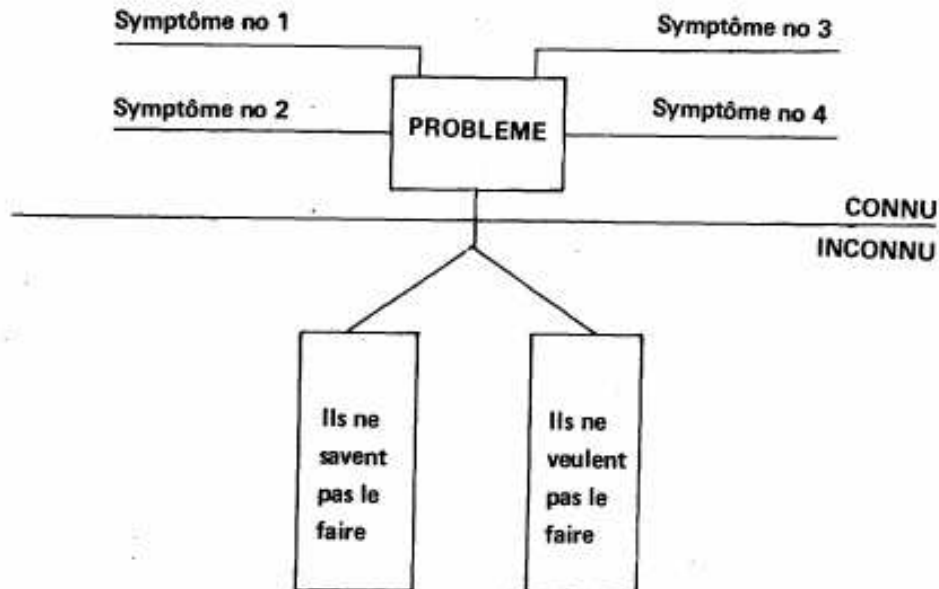 Symptôme no 1
Symptôme no 3
Symptôme no 2
Symptôme no 4
PROBLEME
CONNU
INCONNU
Ils ne
savent
pas le
faire
Ils ne
veulent
pas le
faire